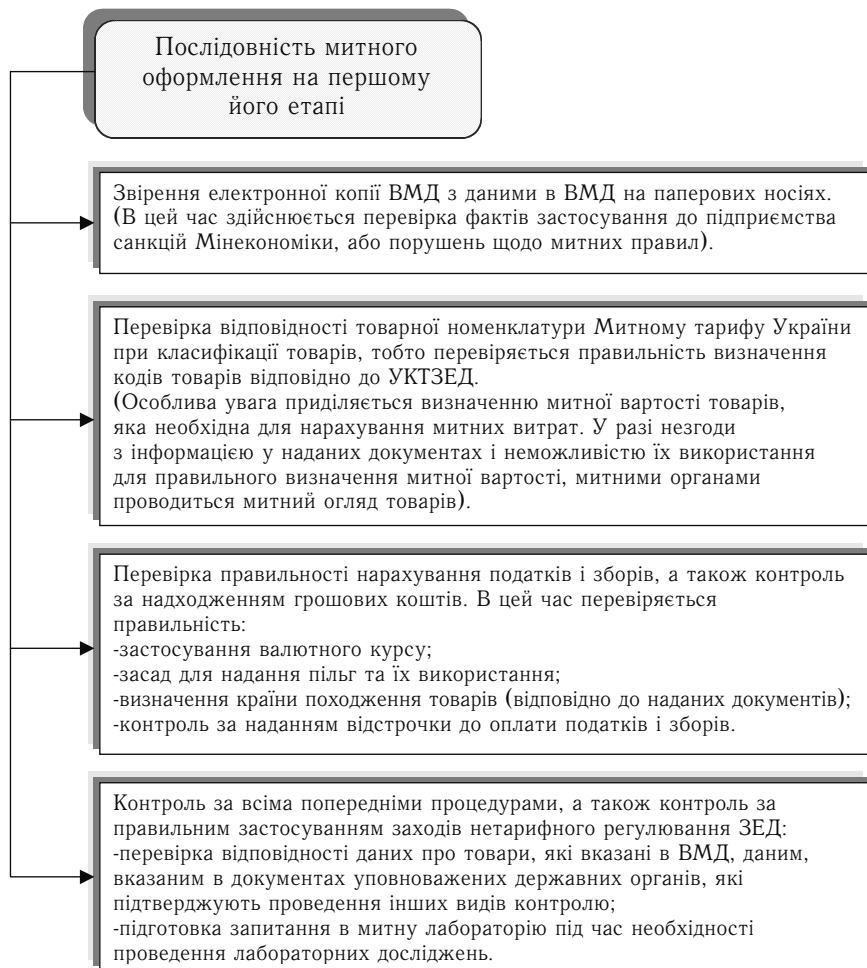 Послідовність митного
оформлення на першому
його етапі
Звірення електронної копії ВМД з даними в ВМД на паперових носіях.
(В цей час здійснюється перевірка фактів застосування до підприємства
санкцій Мінекономіки, або порушень щодо митних правил).
Перевірка відповідності товарної номенклатури Митному тарифу України
при класифікації товарів, тобто перевіряється правильність визначення
кодів товарів відповідно до УКТЗЕД.
(Особлива увага приділяється визначенню митної вартості товарів,
яка необхідна для нарахування митних витрат. У разі незгоди
з інформацією у наданих документах і неможливістю їх використання
для правильного визначення митної вартості, митними органами
проводиться митний огляд товарів).
Перевірка правильності нарахування податків і зборів, а також контроль
за надходженням грошових коштів. В цей час перевіряється
правильність:
-застосування валютного курсу;
-засад для надання пільг та їх використання;
-визначення країни походження товарів (відповідно до наданих документів);
-контроль за наданням відстрочки до оплати податків і зборів.
Контроль за всіма попередніми процедурами, а також контроль за
правильним застосуванням заходів нетарифного регулювання ЗЕД:
-перевірка відповідності даних про товари, які вказані в ВМД, даним,
вказаним в документах уповноважених державних органів, які
підтверджують проведення інших видів контролю;
-підготовка запитання в митну лабораторію під час необхідності
проведення лабораторних досліджень.